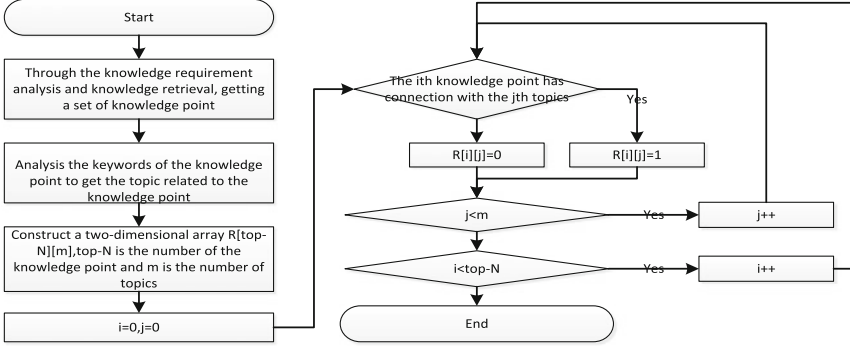 Start
Through the knowledge requirement
analysis and knowledge retrieval, getting
a set of knowledge point
Analysis the keywords of the knowledge
point to get the topic related to the
knowledge point
Construct a two-dimensional array R[top-
N][m],top-N is the number of the
knowledge point and m is the number of
topics
i=0,j=0
The ith knowledge point has
connection with the jth topics
Yes
R[i][j]=0
R[i][j]=1
j<m
Yes
j++
i<top-N
Yes
i++
End